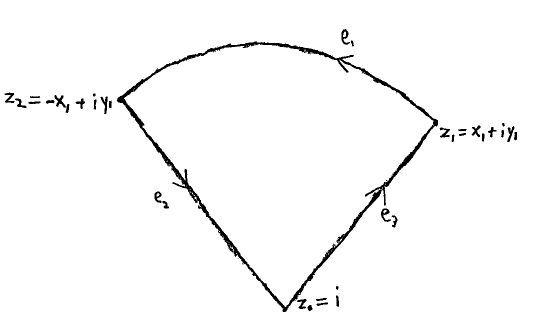 e₁
z₂ = -x₁ + iy₁
z₁ = x₁ + iy₁
e₂
e₃
z₀ = i